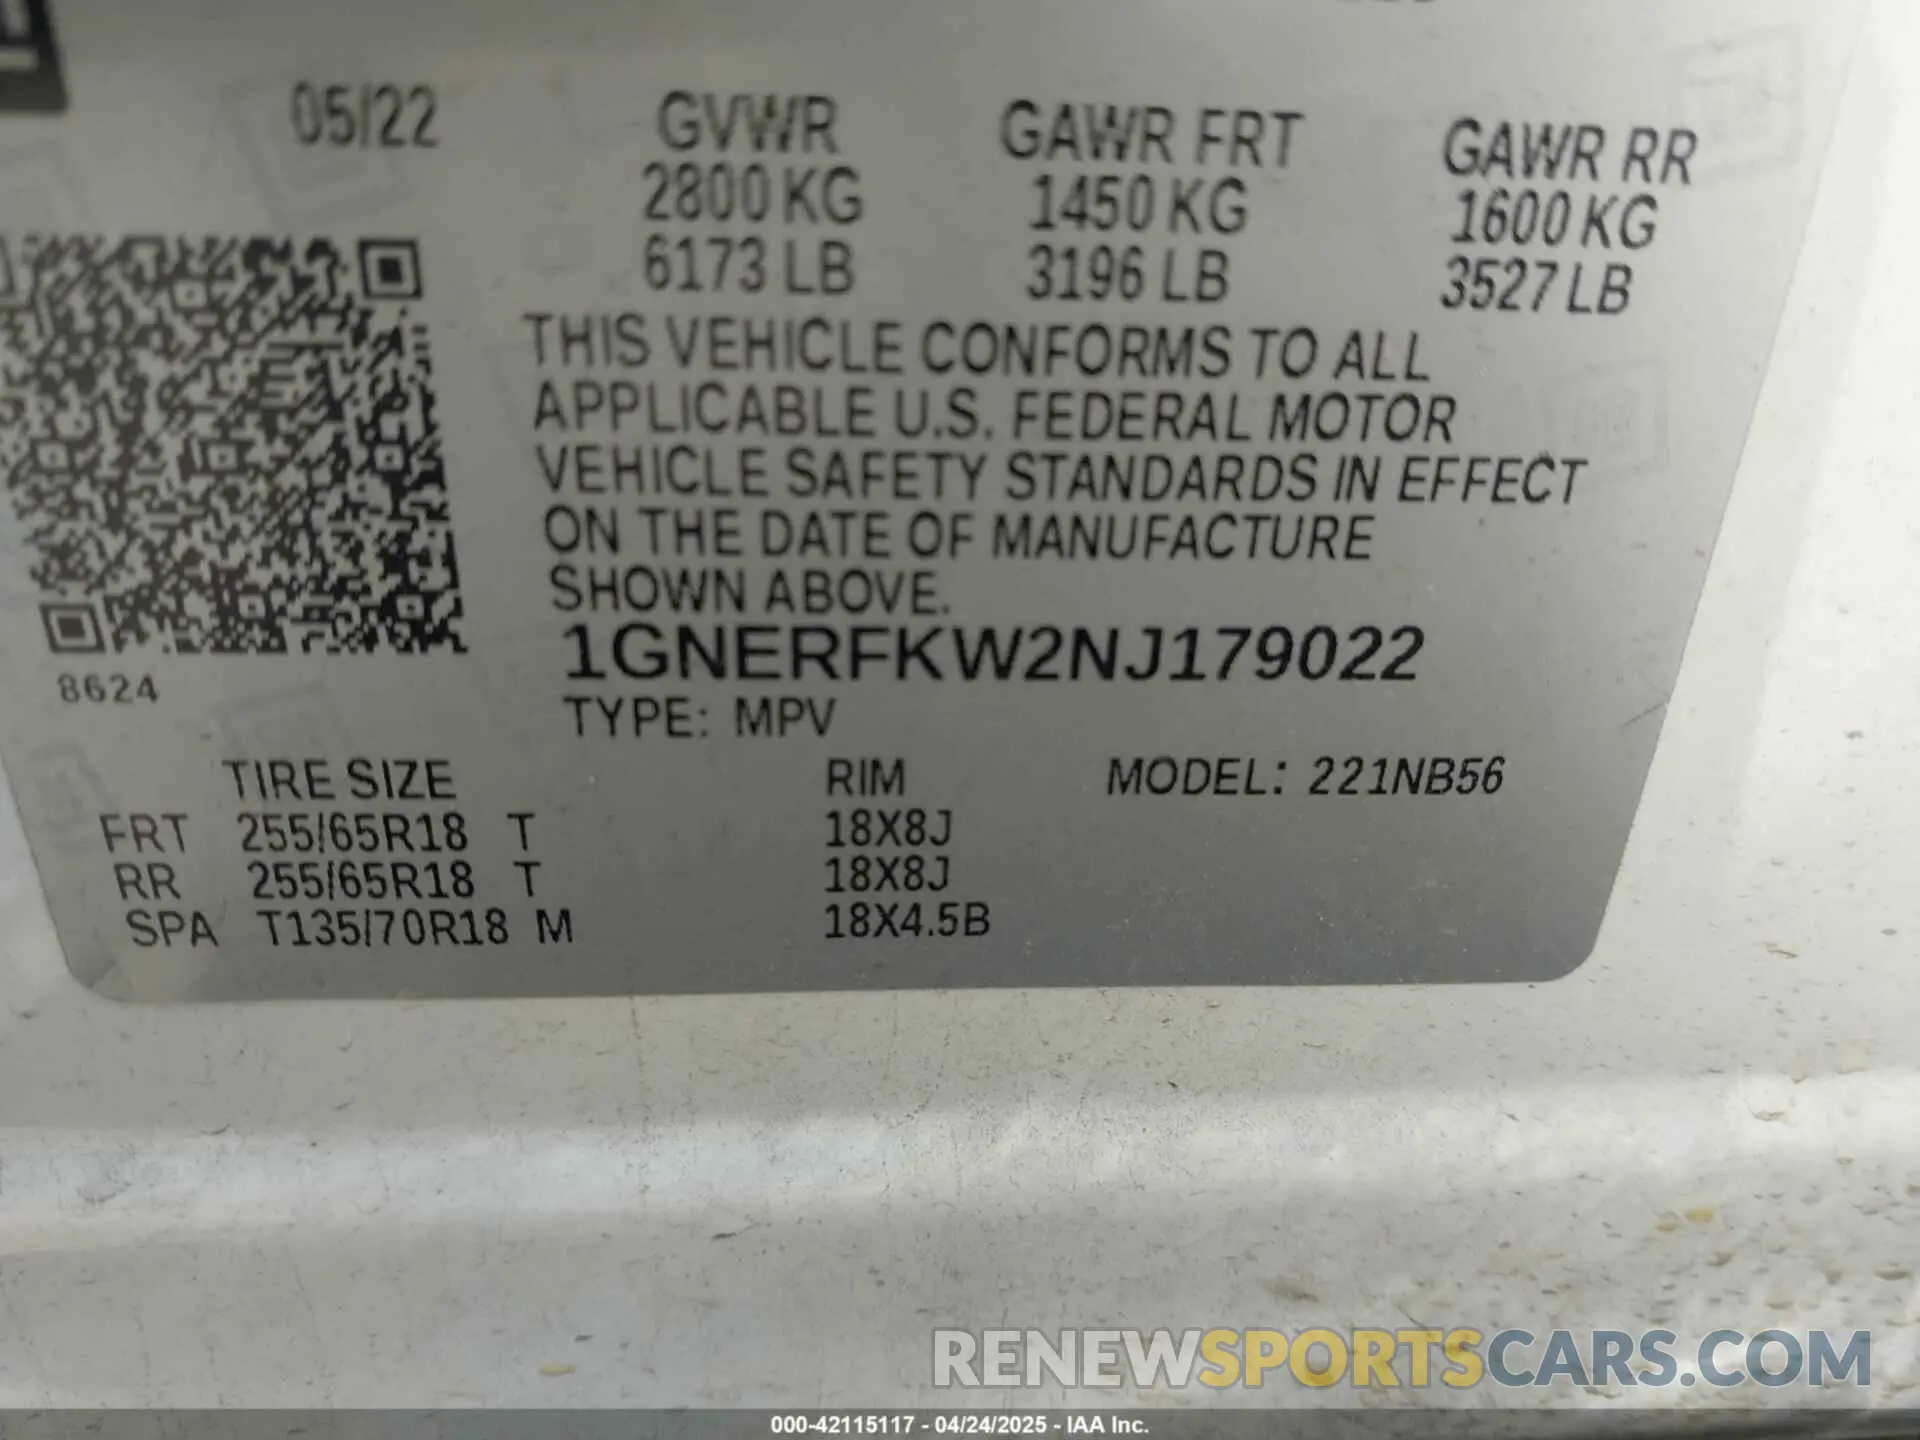 05/22 GVWR GAWR FRT GAWR RR
2800 KG 1450 KG 1600 KG
6173 LB 3196 LB 3527 LB
THIS VEHICLE CONFORMS TO ALL
APPLICABLE U.S. FEDERAL MOTOR
VEHICLE SAFETY STANDARDS IN EFFECT
ON THE DATE OF MANUFACTURE
SHOWN ABOVE.
1GNERFKW2NJ179022
8624
TYPE: MPV
TIRE SIZE RIM MODEL: 221NB56
FRT 255/65R18 T 18X8J
RR 255/65R18 T 18X8J
SPA T135/70R18 M 18X4.5B
RENEWSPORTSCARS.COM
000-42115117 - 04/24/2025 - IAA Inc.